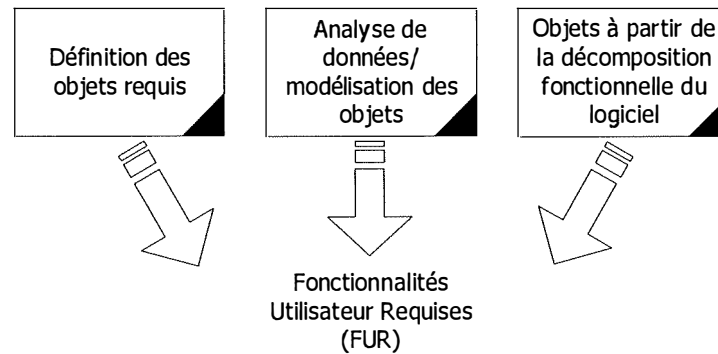 Définition des
objets requis
Analyse de
données/
modélisation des
objets
Objets à partir de
la décomposition
fonctionnelle du
logiciel
Fonctionnalités
Utilisateur Requises
(FUR)